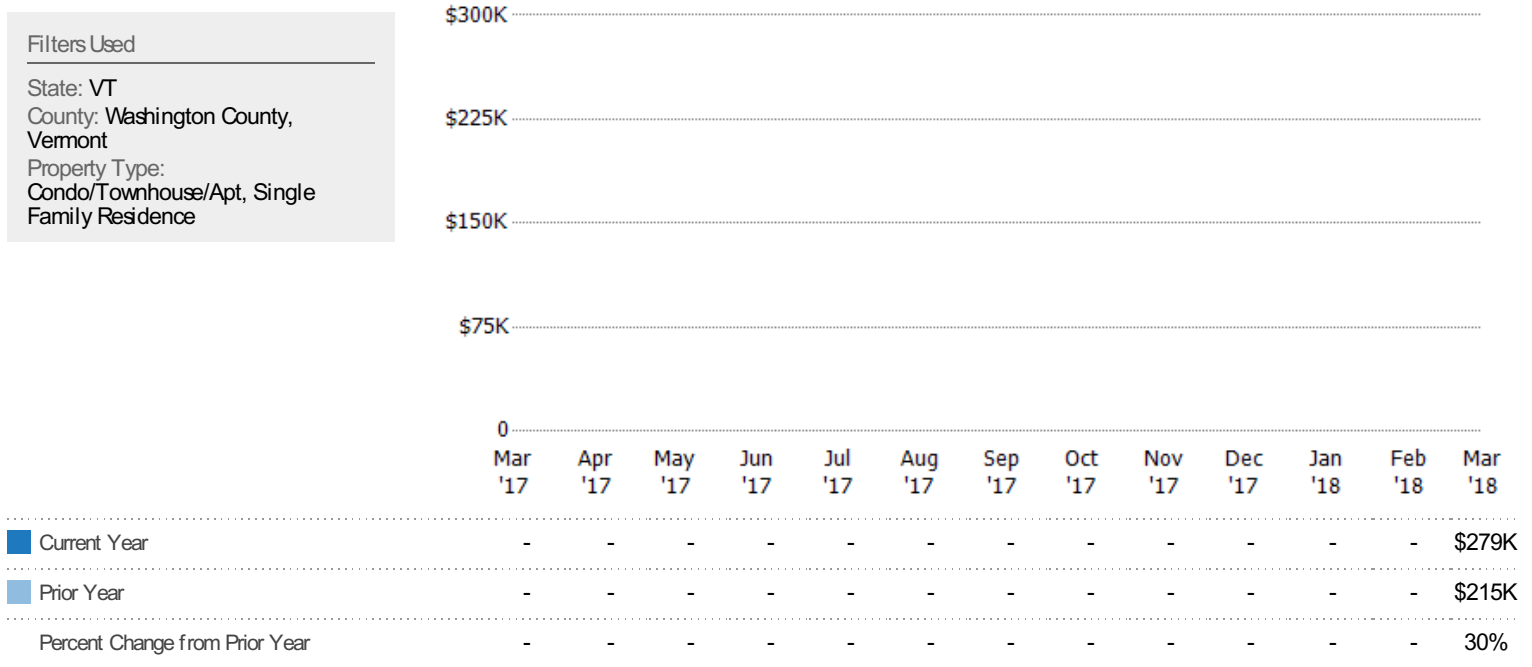 Filters Used
State: VT
County: Washington County,
Vermont
Property Type:
Condo/Townhouse/Apt, Single
Family Residence
$300K
$225K
$150K
$75K
0
Mar '17 Apr '17 May '17 Jun '17 Jul '17 Aug '17 Sep '17 Oct '17 Nov '17 Dec '17 Jan '18 Feb '18 Mar '18
Current Year - - - - - - - - - - - - $279K
Prior Year - - - - - - - - - - - - $215K
Percent Change from Prior Year - - - - - - - - - - - - 30%